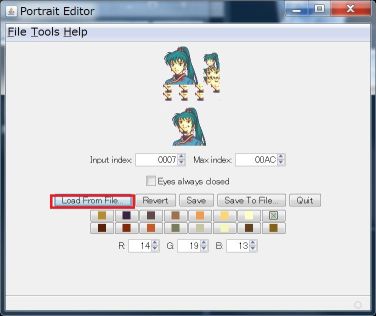 Portrait Editor
File Tools Help
Input index: 0007 Max index: 00AC
Eyes always closed
Load From File... Revert Save Save To File... Quit
R: 14 G: 19 B: 13